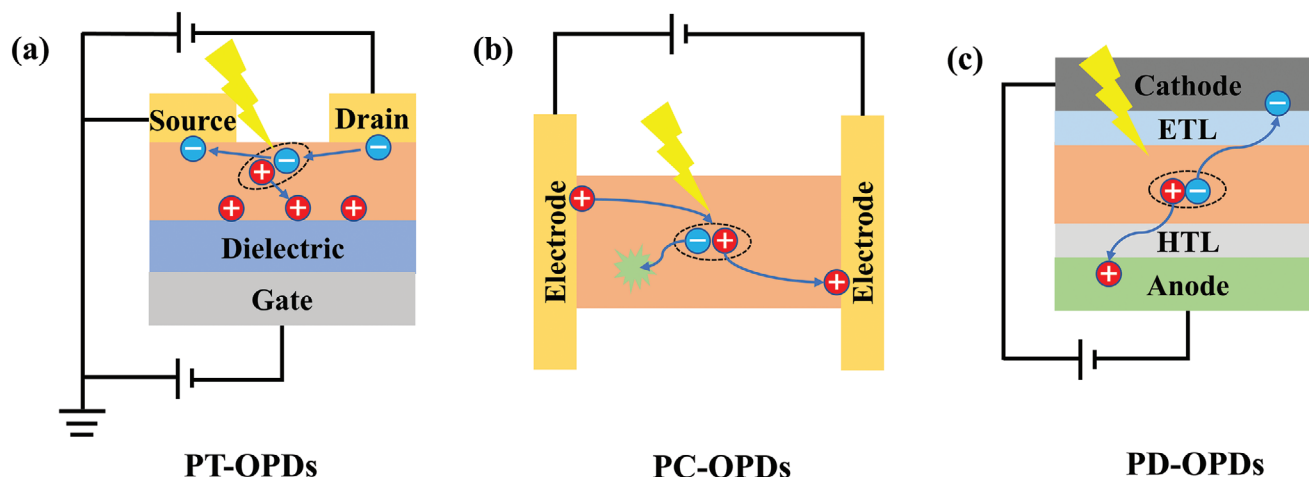 (a)
Source
Drain
Dielectric
Gate
PT-OPDs
(b)
Electrode
Electrode
PC-OPDs
(c)
Cathode
ETL
HTL
Anode
PD-OPDs